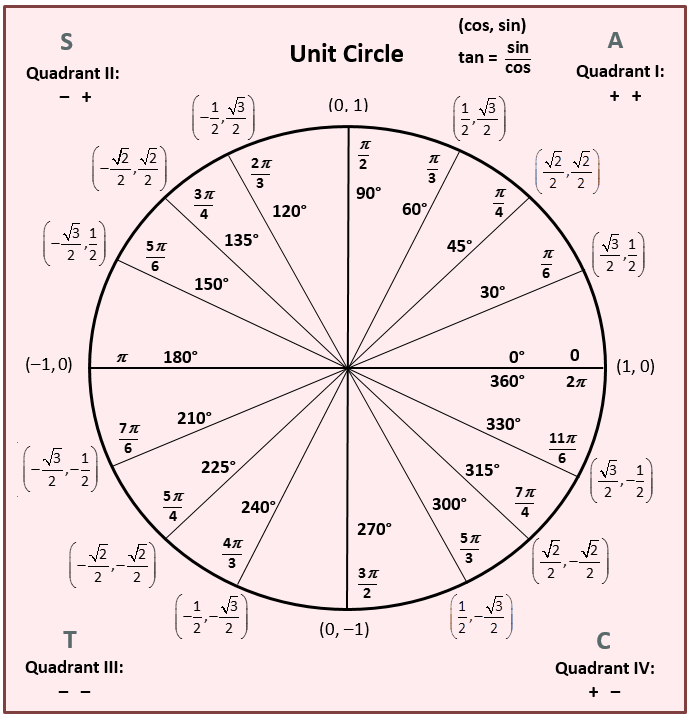 Unit Circle
(cos, sin)
tan = sin/cos
S
Quadrant II:
− +
A
Quadrant I:
+ +
(0, 1)
(−1/2, √3/2)
(1/2, √3/2)
(−√2/2, √2/2)
(√2/2, √2/2)
(−√3/2, 1/2)
(√3/2, 1/2)
2π/3
π/2
π/3
120°
90°
60°
3π/4
π/4
135°
45°
5π/6
π/6
150°
30°
(−1, 0)
π
180°
0°
0
(1, 0)
360°
2π
210°
330°
7π/6
11π/6
(−√3/2, −1/2)
(√3/2, −1/2)
225°
315°
5π/4
7π/4
240°
300°
270°
4π/3
5π/3
3π/2
(−√2/2, −√2/2)
(√2/2, −√2/2)
(−1/2, −√3/2)
(1/2, −√3/2)
(0, −1)
T
Quadrant III:
− −
C
Quadrant IV:
+ −